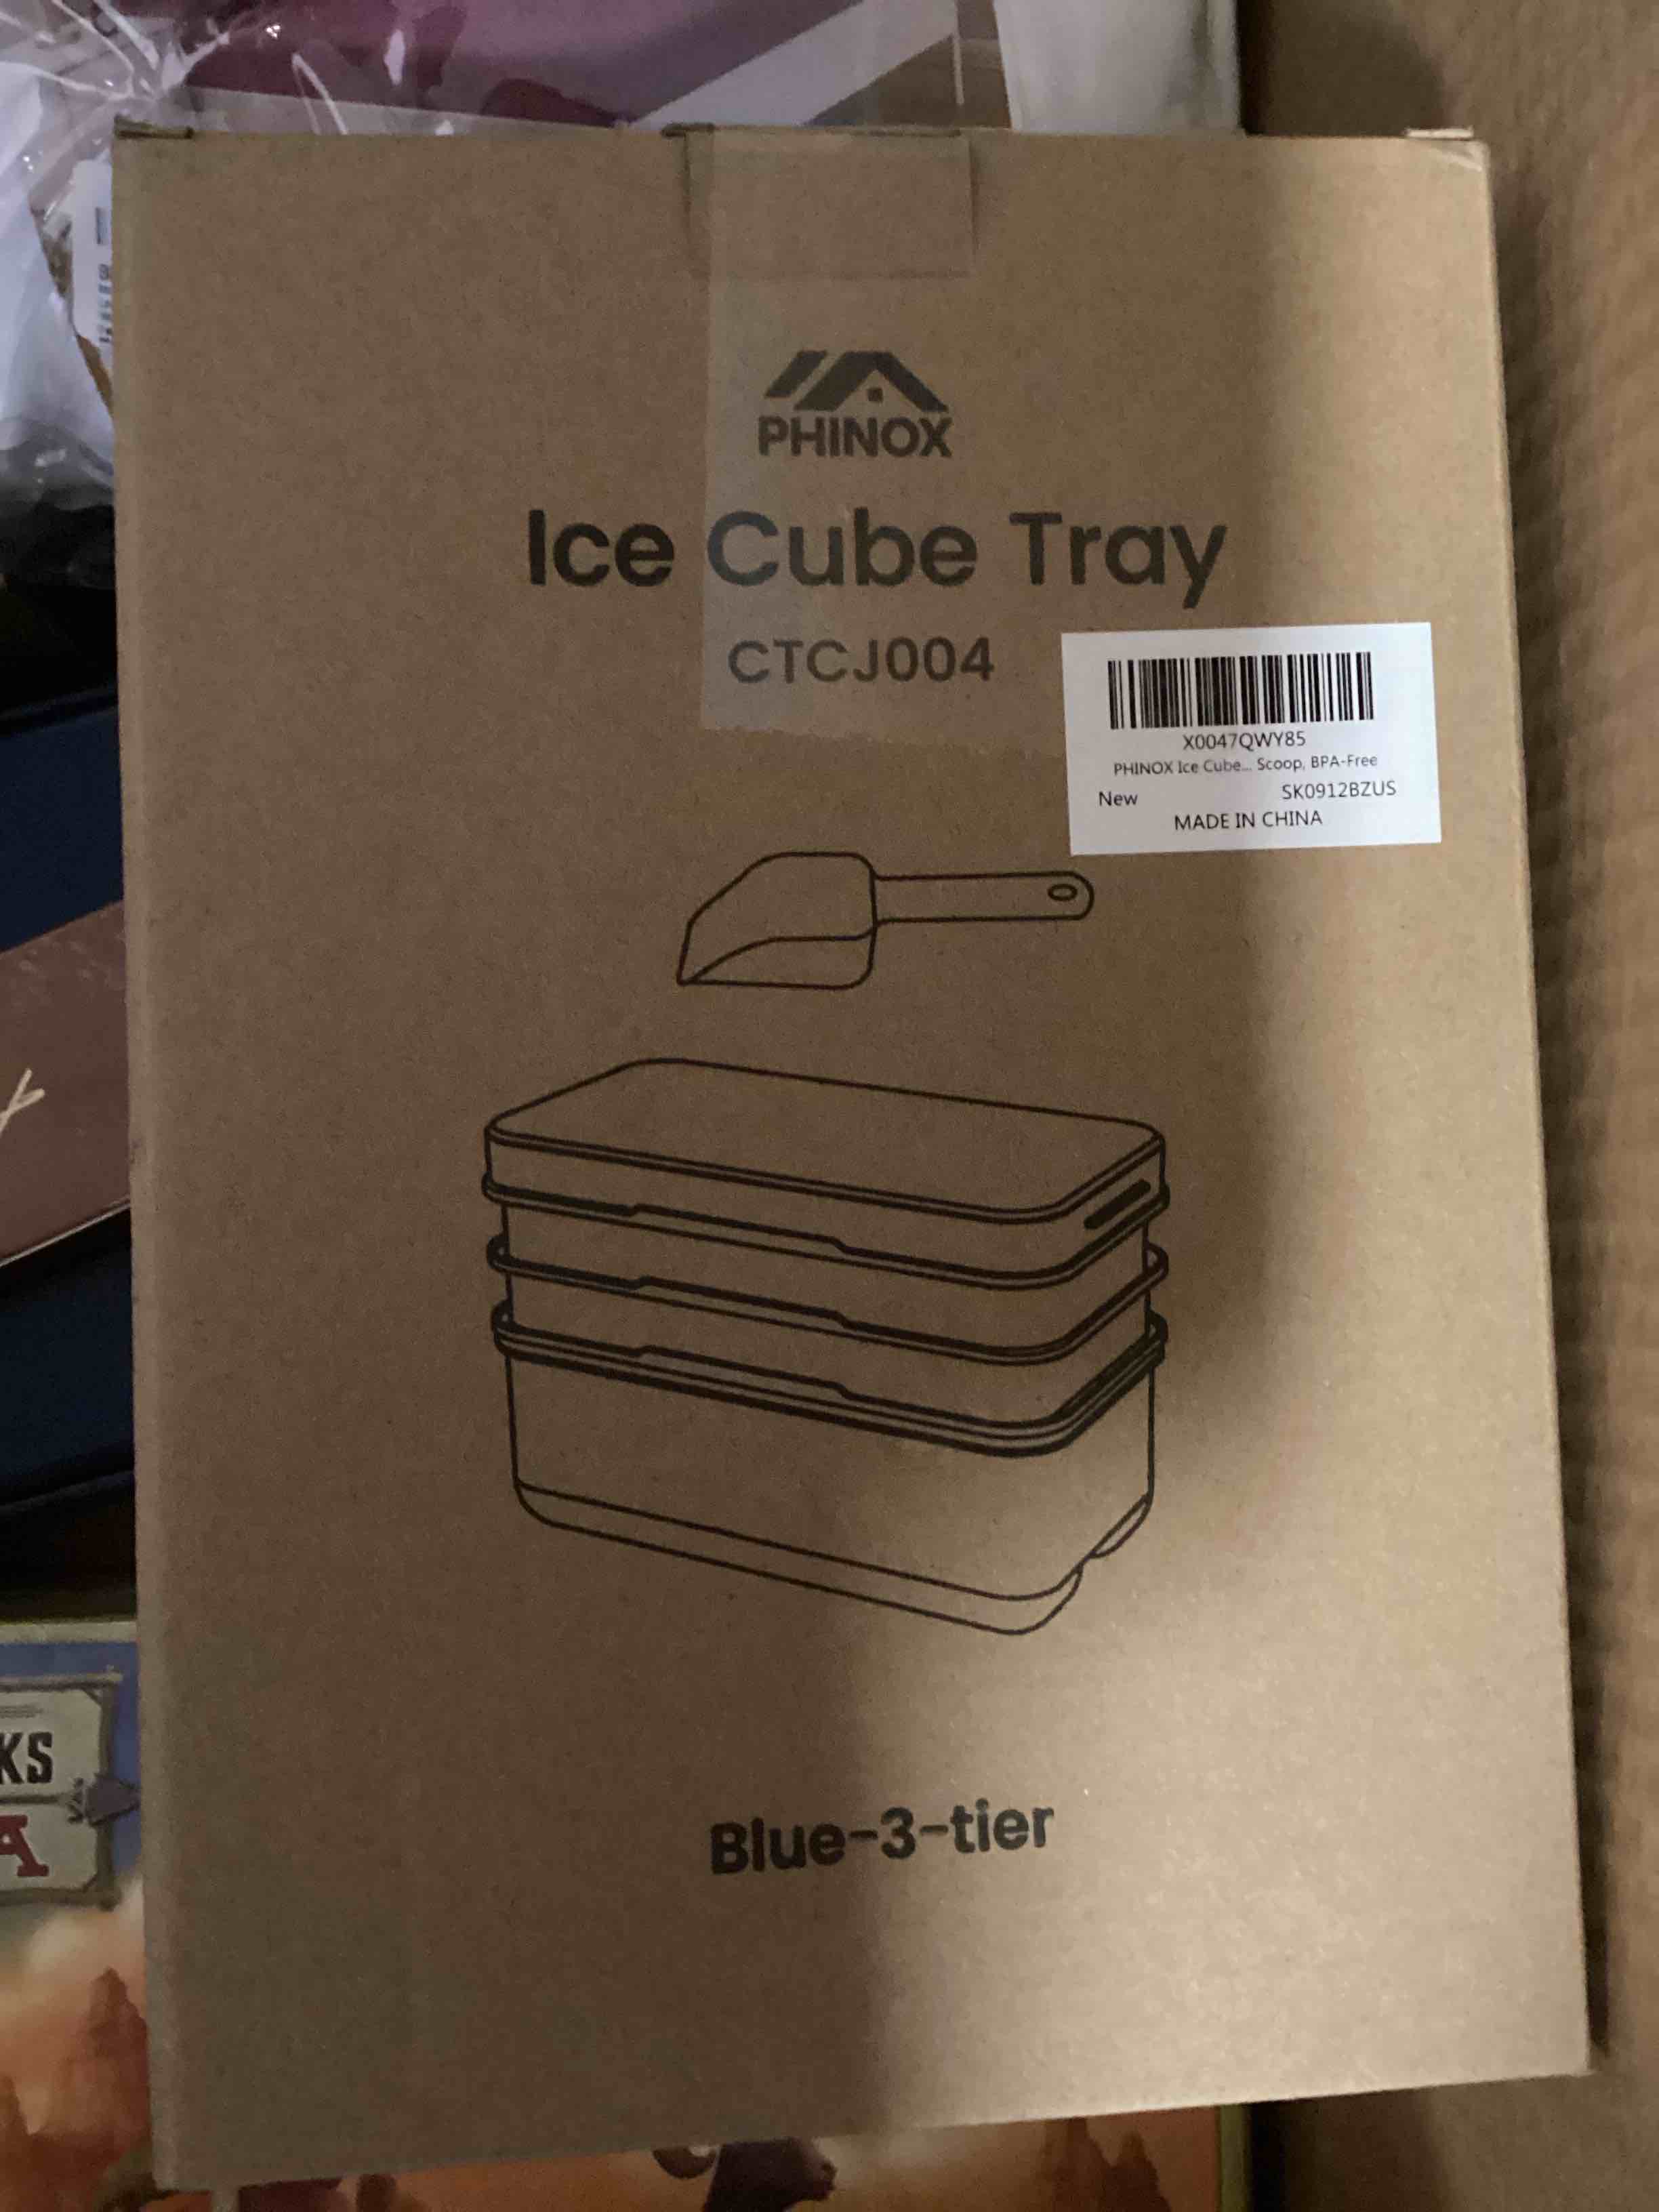 PHINOX
Ice Cube Tray
CTCJ004
X0047QWY85
PHINOX Ice Cube... Scoop, BPA-Free
New SK0912BZUS
MADE IN CHINA
KS
A
Blue-3-tier